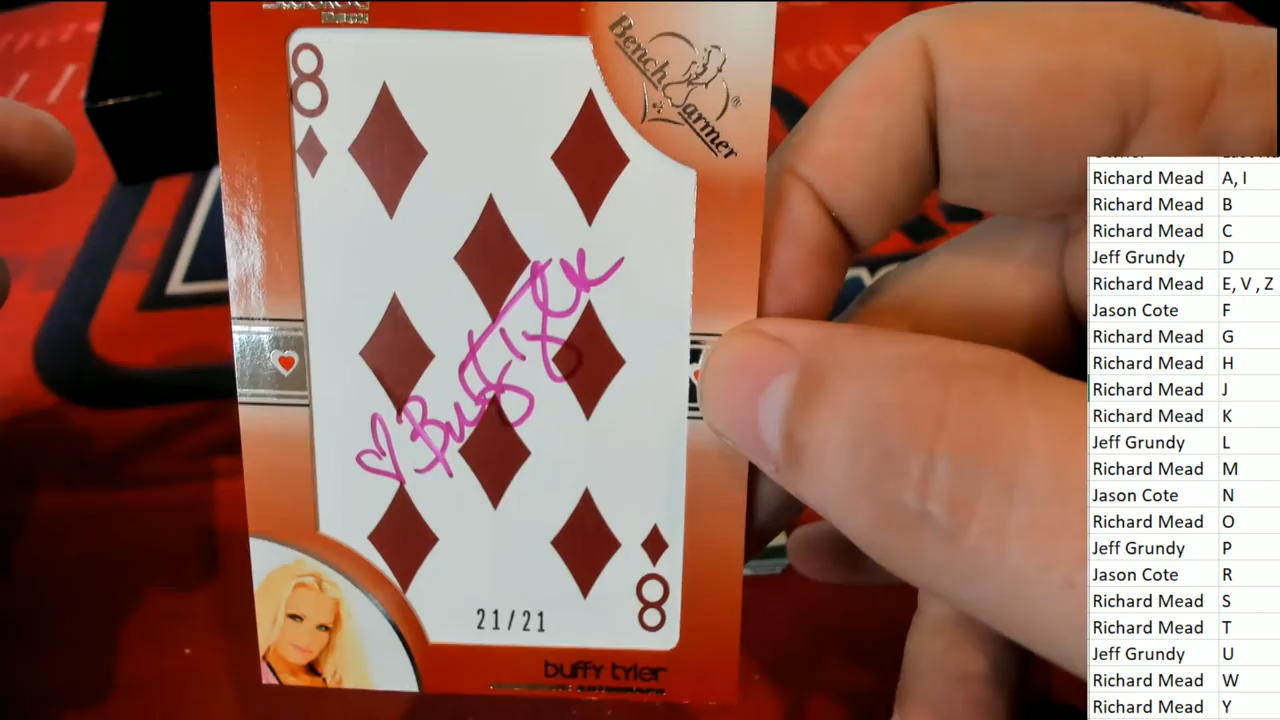 8
Bench Warmer
®
♡ Buffy Tyler
21/21
8
buffy tyler
Richard Mead A, I
Richard Mead B
Richard Mead C
Jeff Grundy D
Richard Mead E, V , Z
Jason Cote F
Richard Mead G
Richard Mead H
Richard Mead J
Richard Mead K
Jeff Grundy L
Richard Mead M
Jason Cote N
Richard Mead O
Jeff Grundy P
Jason Cote R
Richard Mead S
Richard Mead T
Jeff Grundy U
Richard Mead W
Richard Mead Y